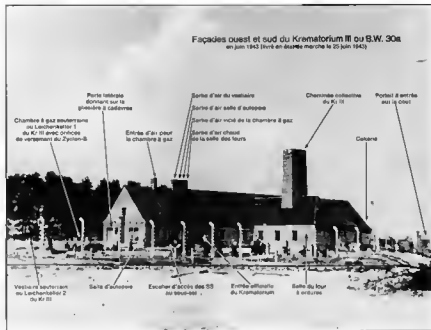 Façades ouest et sud du Krematorium III ou B.W. 30a
en juin 1943 (livré en état de marche le 25 juin 1943)
Porte latérale
donnant sur la
glissière à cadavres
Sortie d'air du vestiaire
Sortie d'air salle d'autopsie
Sortie d'air vicié de la chambre à gaz
Sortie d'air chaud
de la salle des fours
Cheminée collective
du Kr III
Portail d'entrée
sur la cour
Chambre à gaz souterraine
ou Leichenkeller 1
du Kr III avec orifices
de versement du Zyclon-B
Entrée d'air pour
la chambre à gaz
Vestiaire souterrain
ou Leichenkeller 2
du Kr III
Salle d'autopsie
Escalier d'accès des SS
au sous-sol
Entrée
du Krematorium
Salle du four
à ordures